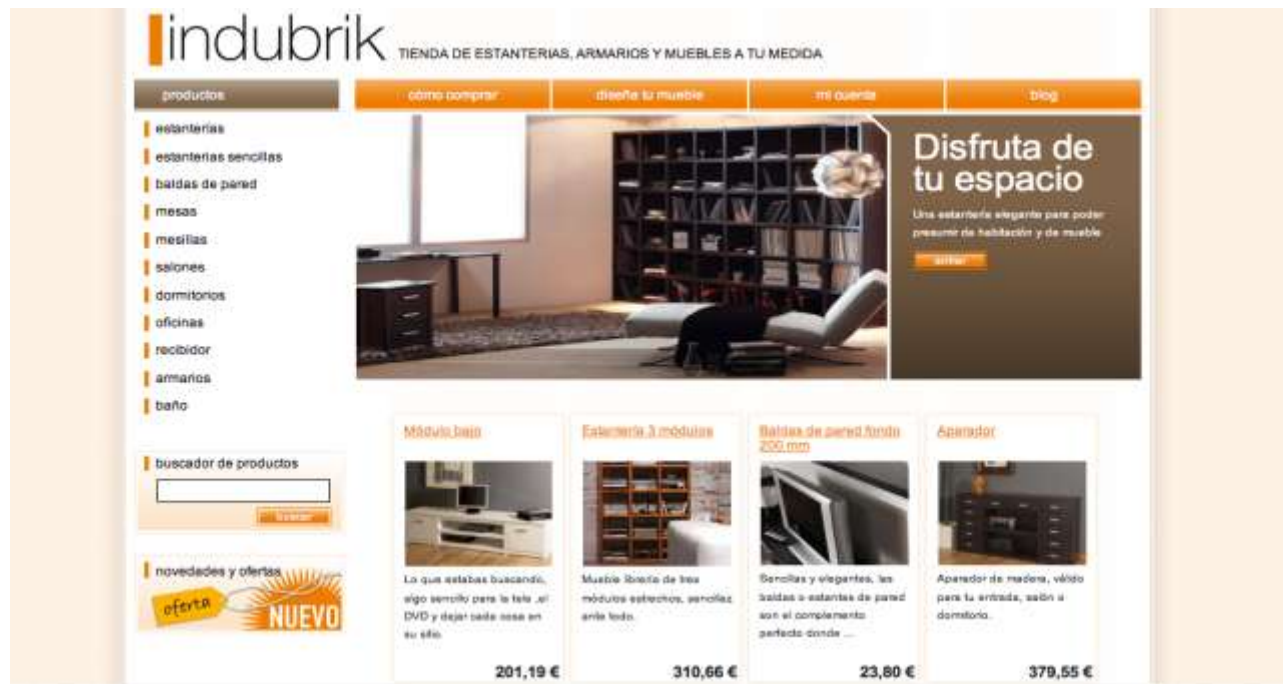 indubrik
TIENDA DE ESTANTERIAS, ARMARIOS Y MUEBLES A TU MEDIDA
productos
cómo comprar
diseña tu mueble
mi cuenta
blog
estanterías
estanterias sencillas
baldas de pared
mesas
mesillas
salones
dormitorios
oficinas
recibidor
armarios
baño
Disfruta de
tu espacio
Una estantería elegante para poder
presumir de habitación y de mueble
entrar
buscador de productos
buscar
novedades y ofertas
oferta
NUEVO
Módulo bajo
Lo que estabas buscando,
algo sencillo para la tele ,el
DVD y dejar cada cosa en
su sitio.
201,19 €
Estantería 3 módulos
Mueble librería de tres
módulos estrechos, sencillez
ante todo.
310,66 €
Baldas de pared fondo
200 mm
Sencillas y elegantes, las
baldas o estantes de pared
son el complemento
perfecto donde ...
23,80 €
Aparador
Aparador de madera, válido
para tu entrada, salón o
dormitorio.
379,55 €